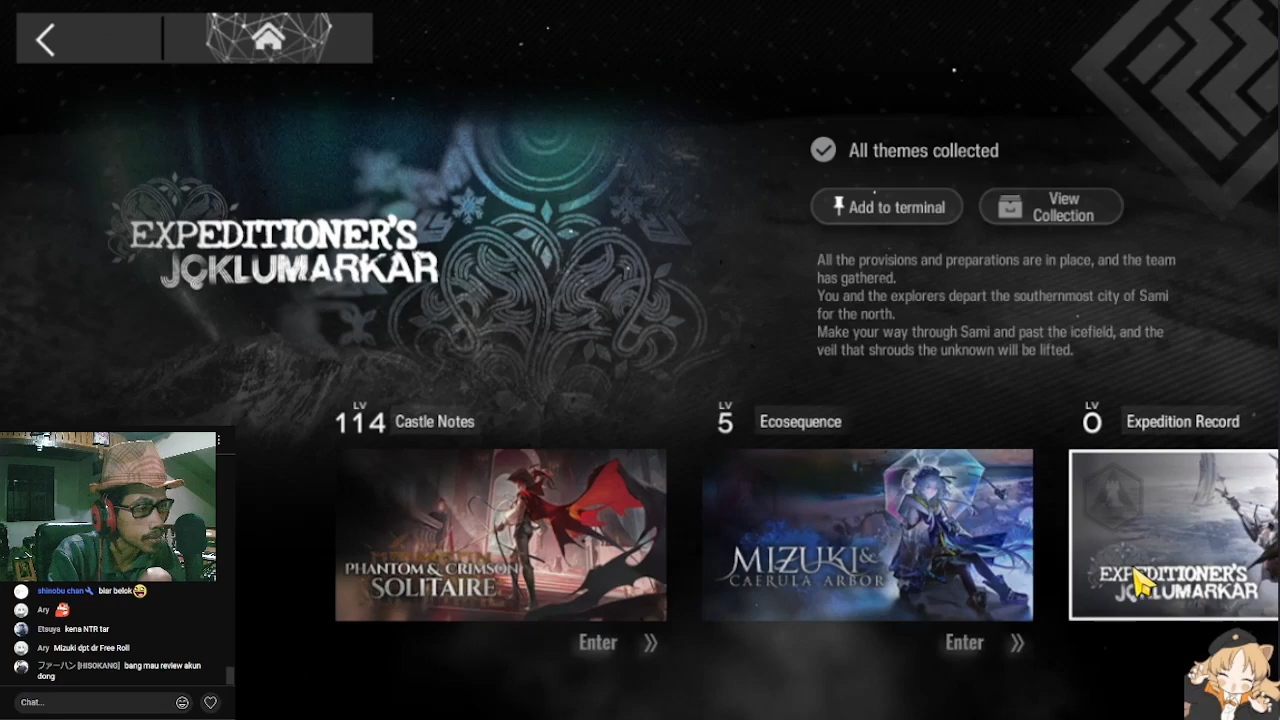 All themes collected
Add to terminal
View
Collection
EXPEDITIONER'S
JOKLUMARKAR
All the provisions and preparations are in place, and the team
has gathered.
You and the explorers depart the southernmost city of Sami
for the north.
Make your way through Sami and past the icefield, and the
veil that shrouds the unknown will be lifted.
LV
114 Castle Notes
LV
5 Ecosequence
LV
0 Expedition Record
PHANTOM & CRIMSON
SOLITAIRE
MIZUKI &
CAERULA ARBOR
EXPEDITIONER'S
JOKLUMARKAR
Enter
Enter
shinobu chan biar belok
Ary
Etsuya kena NTR tar
Ary Mizuki dpt dr Free Roll
ファーハン [HISOKANG] bang mau review akun
dong
Chat...